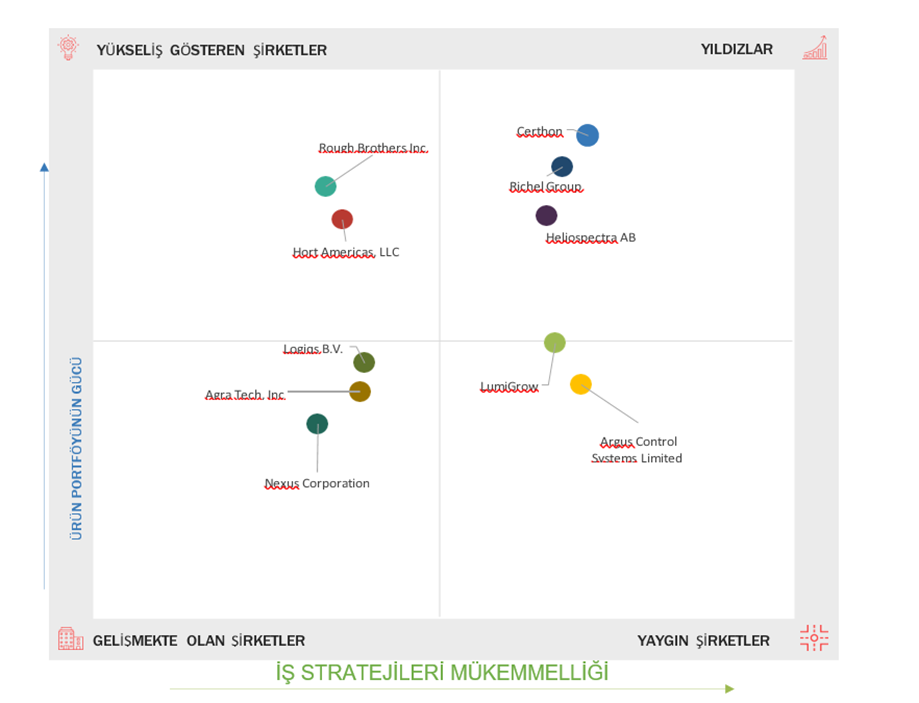 YÜKSELİŞ GÖSTEREN ŞİRKETLER
YILDIZLAR
Certhon
Rough Brothers Inc.
Richel Group
Heliospectra AB
Hort Americas, LLC
Logiqs B.V.
Agra Tech, Inc
LumiGrow
Argus Control
Systems Limited
Nexus Corporation
ÜRÜN PORTFÖYÜNÜN GÜCÜ
GELİŞMEKTE OLAN ŞİRKETLER
YAYGIN ŞİRKETLER
İŞ STRATEJİLERİ MÜKEMMELLİĞİ